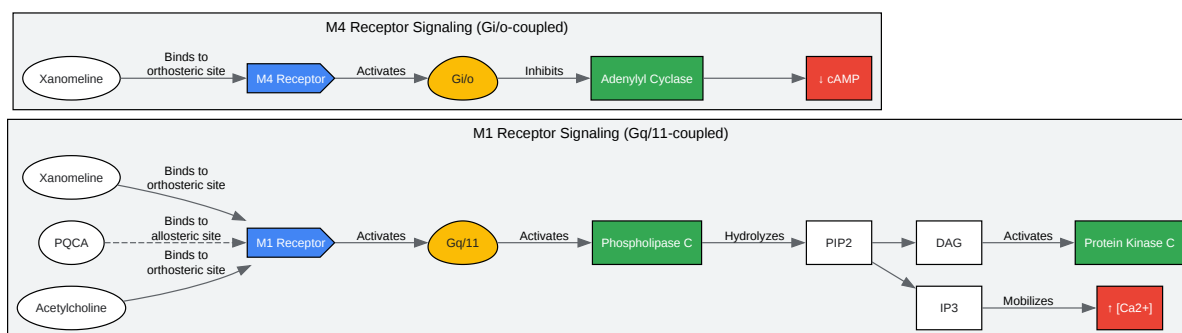 M4 Receptor Signaling (Gi/o-coupled)
Binds to
orthosteric site
Xanomeline
M4 Receptor
Activates
Gi/o
Inhibits
Adenylyl Cyclase
↓ cAMP
M1 Receptor Signaling (Gq/11-coupled)
Xanomeline
Binds to
orthosteric site
PQCA
Binds to
allosteric site
M1 Receptor
Activates
Gq/11
Activates
Phospholipase C
Hydrolyzes
PIP2
DAG
Activates
Protein Kinase C
Binds to
orthosteric site
Acetylcholine
IP3
Mobilizes
↑ [Ca2+]